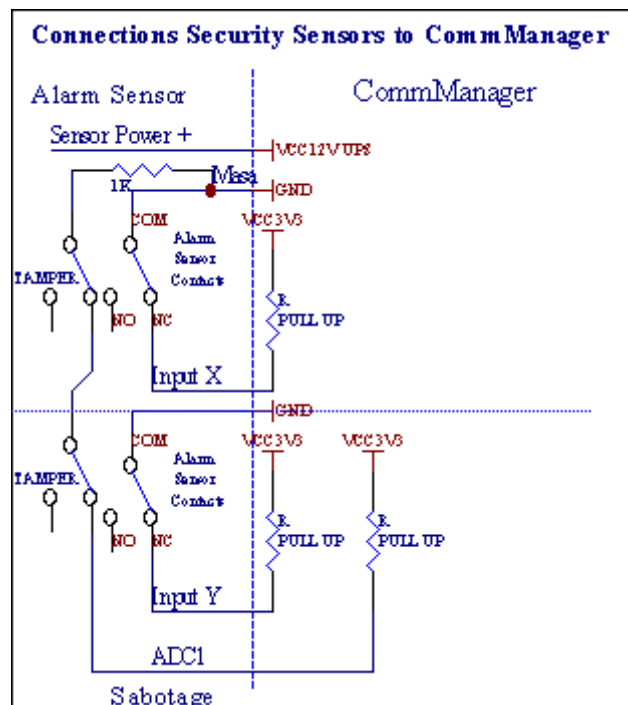 Connections Security Sensors to CommManager
Alarm Sensor
CommManager
Sensor Power +
VCC12V UPS
Masa
1K
GND
COM
VCC3V3
Alarm
Sensor
Contacts
TAMPER
R
PULL UP
NO
NC
Input X
GND
COM
VCC3V3
VCC3V3
Alarm
Sensor
Contacts
TAMPER
R
PULL UP
R
PULL UP
NO
NC
Input Y
ADC1
Sabotage